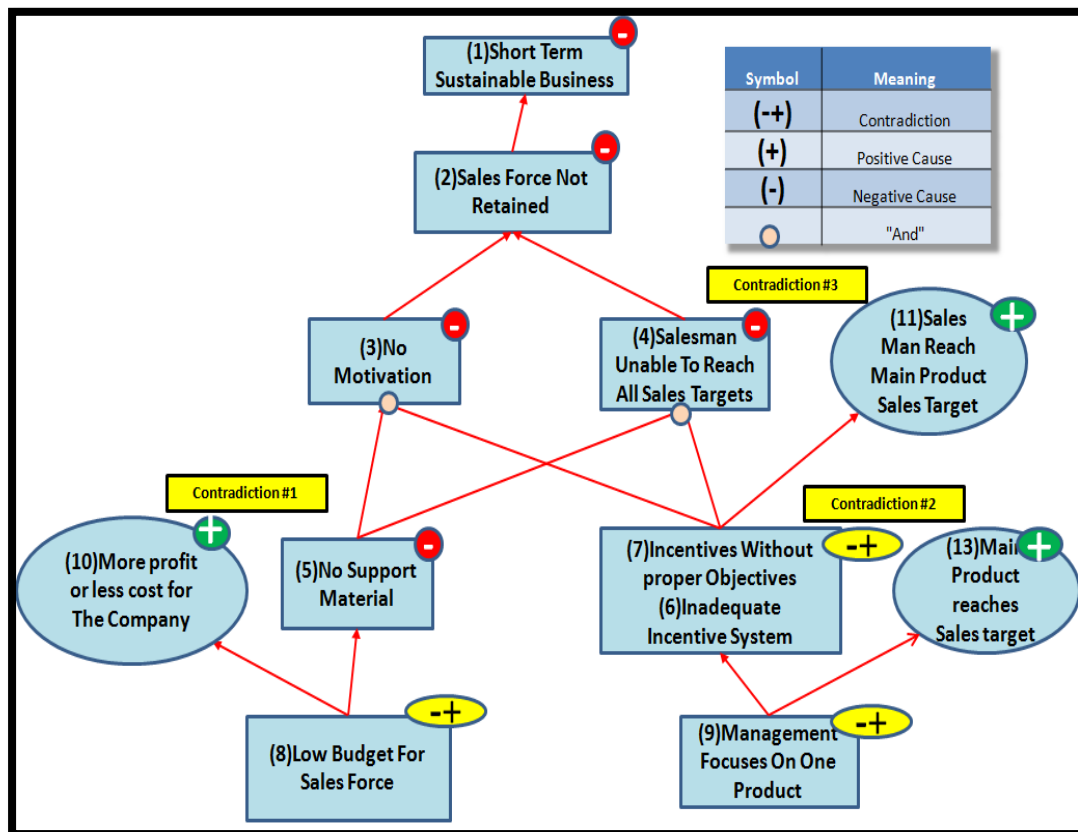 (1)Short Term
Sustainable Business
-
Symbol Meaning
(-+) Contradiction
(+) Positive Cause
(-) Negative Cause
"And"
(2)Sales Force Not
Retained
-
Contradiction #3
(3)No
Motivation
-
(4)Salesman
Unable To Reach
All Sales Targets
-
(11)Sales
Man Reach
Main Product
Sales Target
+
Contradiction #1
Contradiction #2
(10)More profit
or less cost for
The Company
+
(5)No Support
Material
-
(7)Incentives Without
proper Objectives
(6)Inadequate
Incentive System
-+
(13)Main
Product
reaches
Sales target
+
(8)Low Budget For
Sales Force
-+
(9)Management
Focuses On One
Product
-+